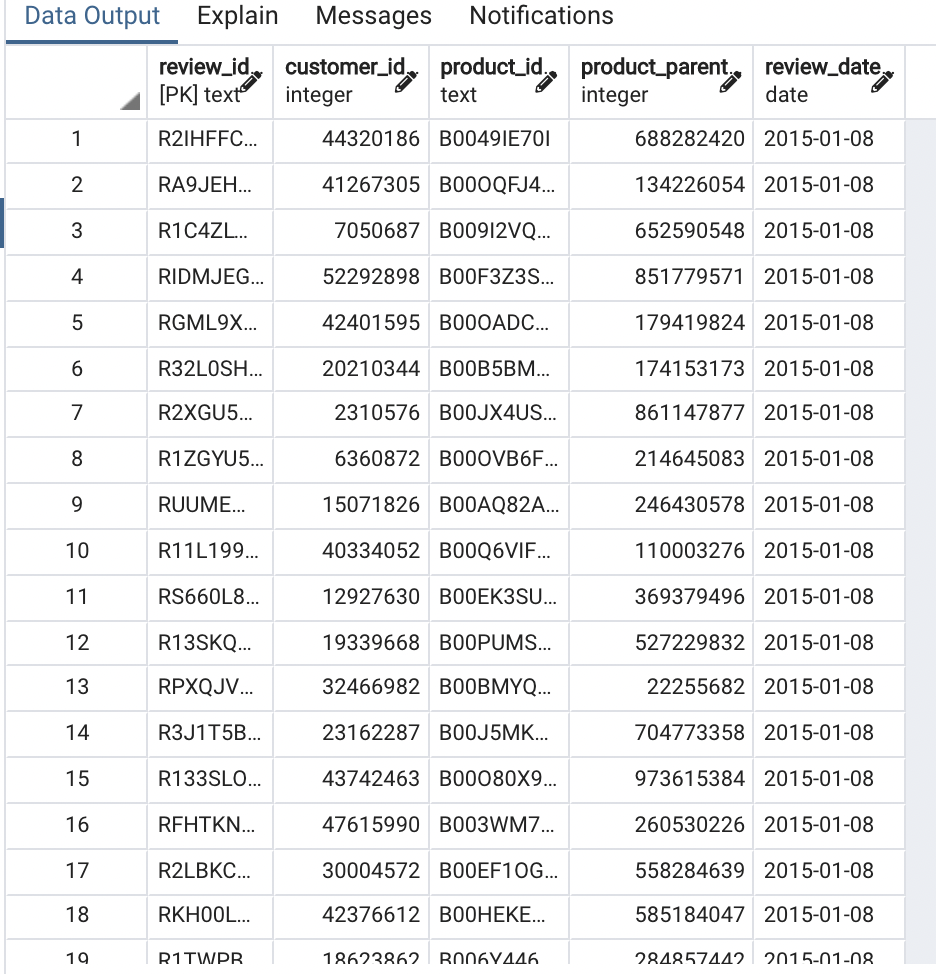 Data Output Explain Messages Notifications
review_id customer_id product_id product_parent review_date
[PK] text integer text integer date
1 R2IHFFC... 44320186 B0049IE70I 688282420 2015-01-08
2 RA9JEH... 41267305 B00OQFJ4... 134226054 2015-01-08
3 R1C4ZL... 7050687 B009I2VQ... 652590548 2015-01-08
4 RIDMJEG... 52292898 B00F3Z3S... 851779571 2015-01-08
5 RGML9X... 42401595 B00OADC... 179419824 2015-01-08
6 R32L0SH... 20210344 B00B5BM... 174153173 2015-01-08
7 R2XGU5... 2310576 B00JX4US... 861147877 2015-01-08
8 R1ZGYU5... 6360872 B00OVB6F... 214645083 2015-01-08
9 RUUME... 15071826 B00AQ82A... 246430578 2015-01-08
10 R11L199... 40334052 B00Q6VIF... 110003276 2015-01-08
11 RS660L8... 12927630 B00EK3SU... 369379496 2015-01-08
12 R13SKQ... 19339668 B00PUMS... 527229832 2015-01-08
13 RPXQJV... 32466982 B00BMYQ... 22255682 2015-01-08
14 R3J1T5B... 23162287 B00J5MK... 704773358 2015-01-08
15 R133SLO... 43742463 B00O80X9... 973615384 2015-01-08
16 RFHTKN... 47615990 B003WM7... 260530226 2015-01-08
17 R2LBKC... 30004572 B00EF1OG... 558284639 2015-01-08
18 RKH00L... 42376612 B00HEKE... 585184047 2015-01-08
19 R1TWPB 18623862 B006Y446 284857442 2015-01-08